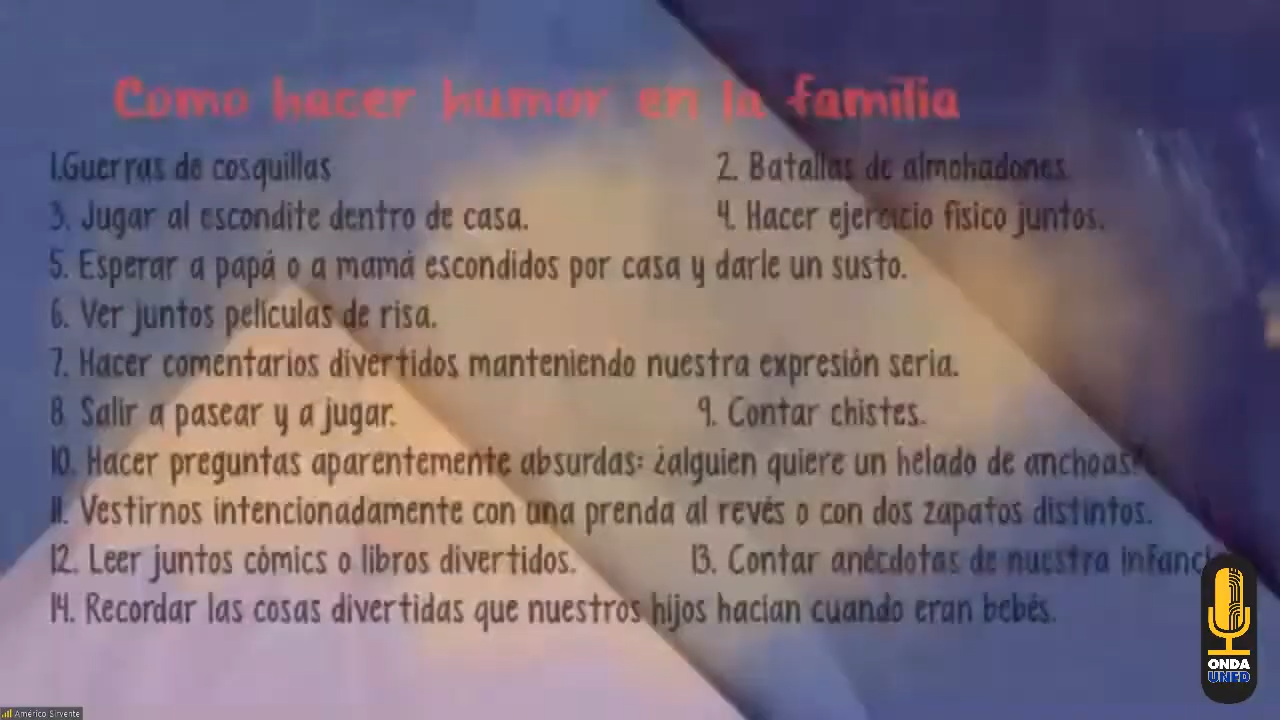 Como hacer humor en la familia
1.Guerras de cosquillas 2. Batallas de almohadones.
3. Jugar al escondite dentro de casa. 4. Hacer ejercicio físico juntos.
5. Esperar a papá o a mamá escondidos por casa y darle un susto.
6. Ver juntos películas de risa.
7. Hacer comentarios divertidos manteniendo nuestra expresión seria.
8. Salir a pasear y a jugar. 9. Contar chistes.
10. Hacer preguntas aparentemente absurdas: ¿alguien quiere un helado de anchoas?
11. Vestirnos intencionadamente con una prenda al revés o con dos zapatos distintos.
12. Leer juntos cómics o libros divertidos. 13. Contar anécdotas de nuestra infanc
14. Recordar las cosas divertidas que nuestros hijos hacían cuando eran bebés.
ONDA
UNED
Américo Sirvente